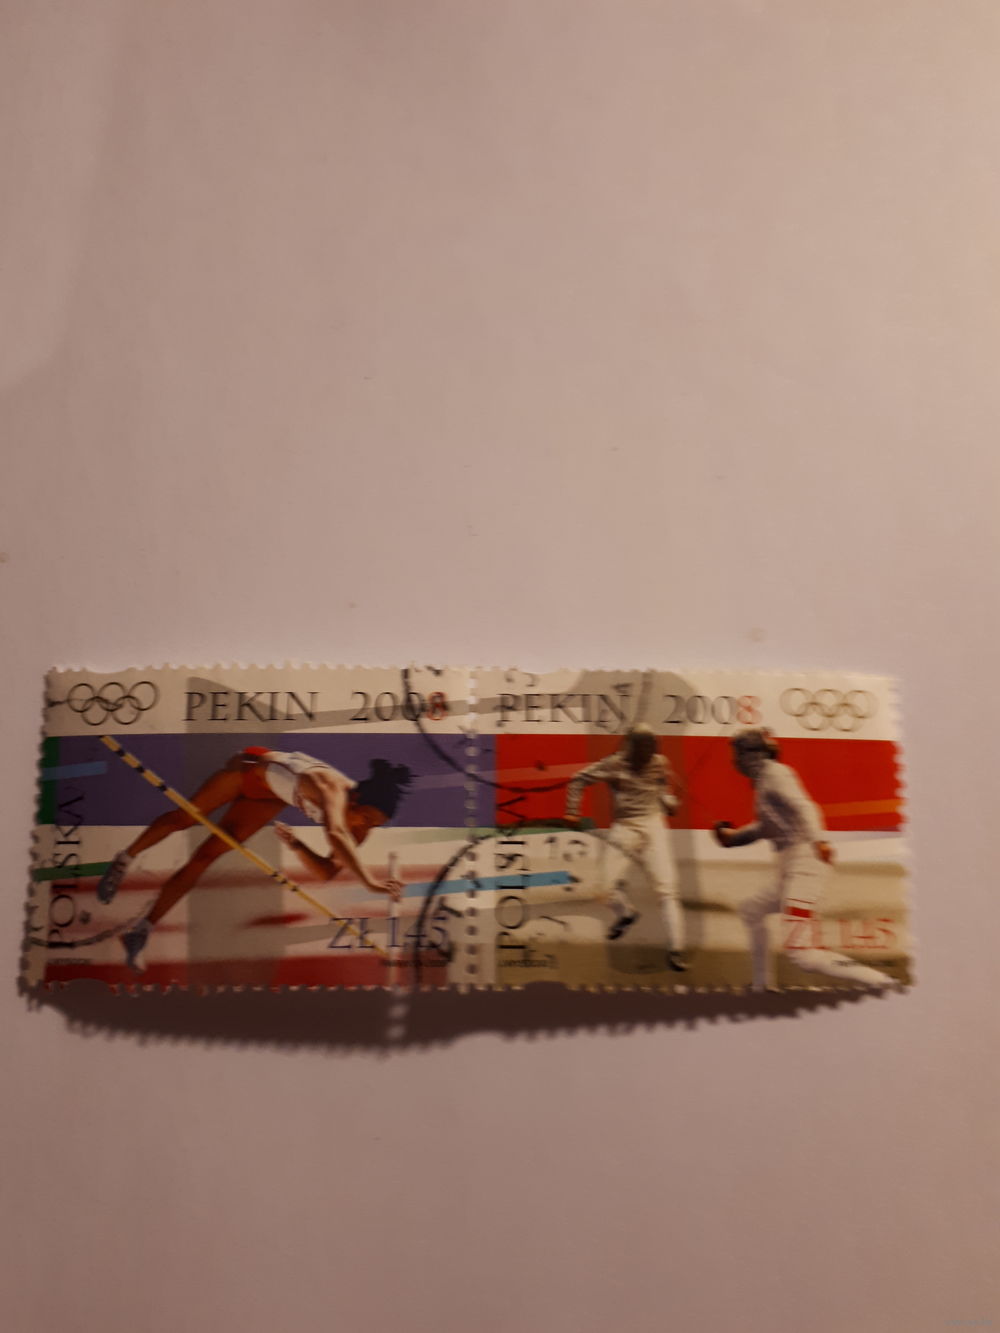 PEKIN 2008
POLSKA
ZŁ 1,45
PEKIN 2008
POLSKA
ZŁ 1,45